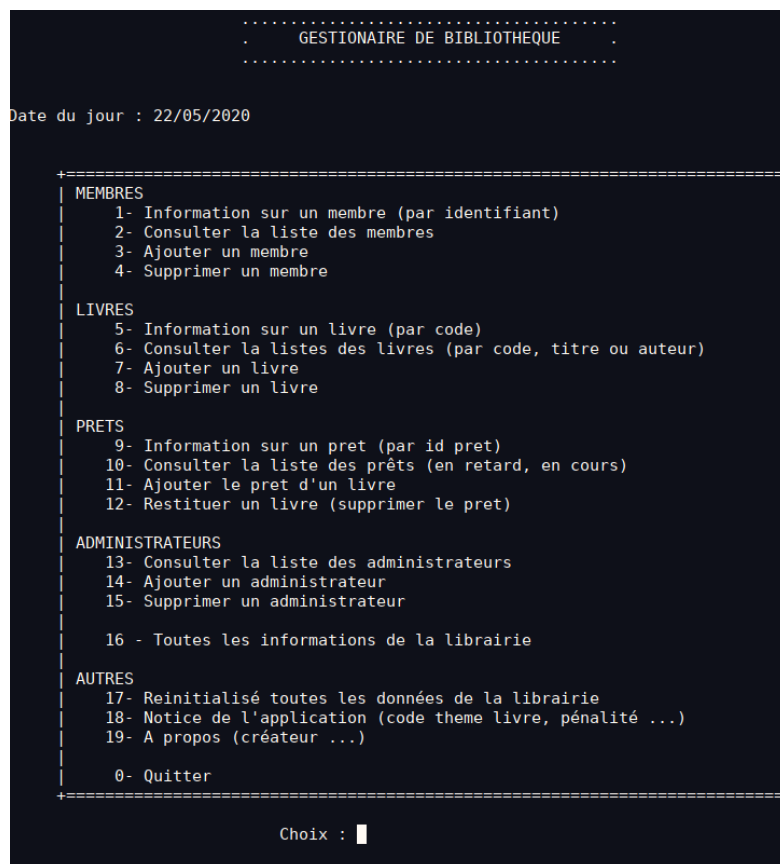 .......................................
. GESTIONAIRE DE BIBLIOTHEQUE .
.......................................
Date du jour : 22/05/2020
+==========================================================================
| MEMBRES
| 1- Information sur un membre (par identifiant)
| 2- Consulter la liste des membres
| 3- Ajouter un membre
| 4- Supprimer un membre
|
| LIVRES
| 5- Information sur un livre (par code)
| 6- Consulter la listes des livres (par code, titre ou auteur)
| 7- Ajouter un livre
| 8- Supprimer un livre
|
| PRETS
| 9- Information sur un pret (par id pret)
| 10- Consulter la liste des prêts (en retard, en cours)
| 11- Ajouter le pret d'un livre
| 12- Restituer un livre (supprimer le pret)
|
| ADMINISTRATEURS
| 13- Consulter la liste des administrateurs
| 14- Ajouter un administrateur
| 15- Supprimer un administrateur
|
| 16 - Toutes les informations de la librairie
|
| AUTRES
| 17- Reinitialisé toutes les données de la librairie
| 18- Notice de l'application (code theme livre, pénalité ...)
| 19- A propos (créateur ...)
|
| 0- Quitter
+==========================================================================
Choix :